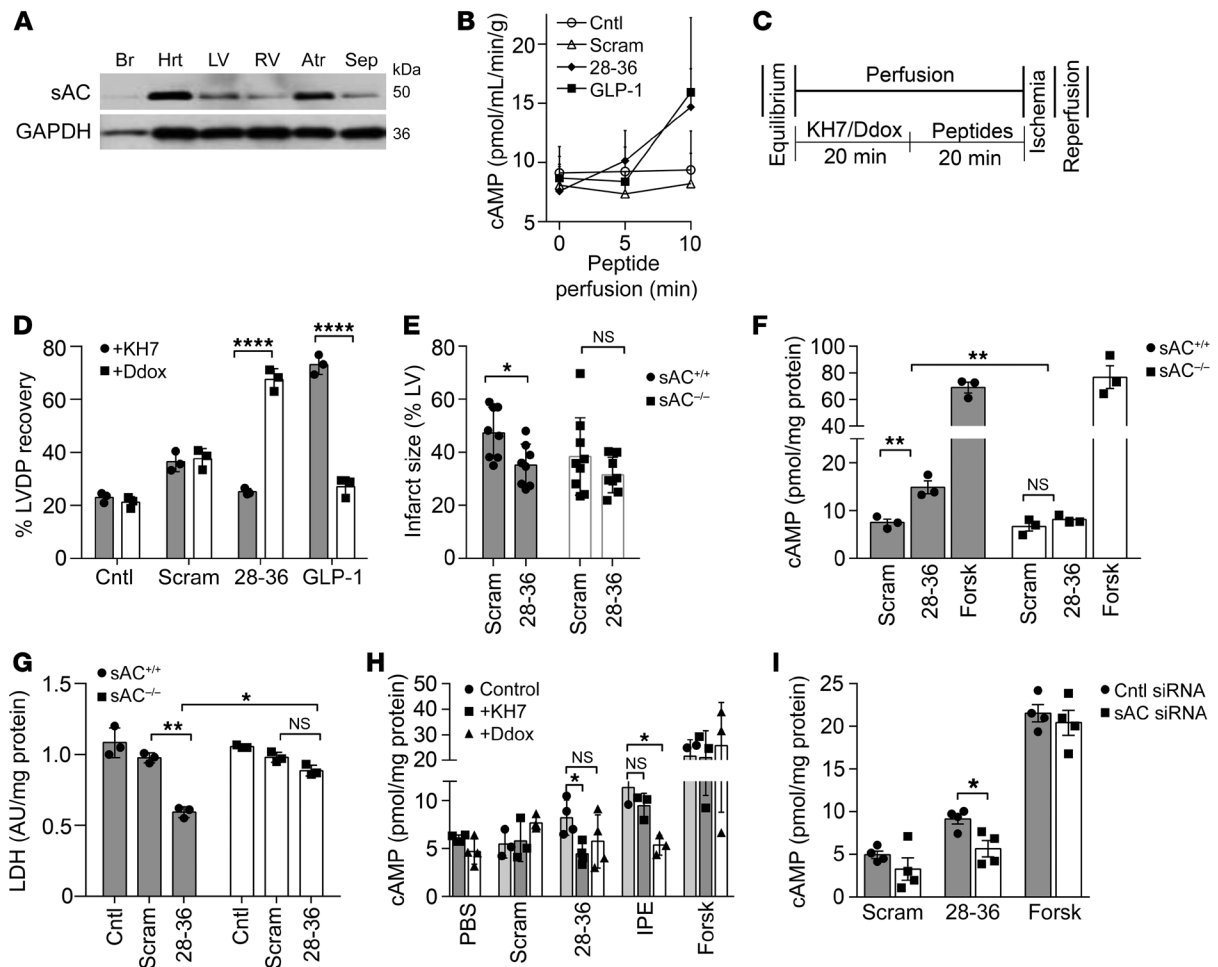 A
Br Hrt LV RV Atr Sep kDa
sAC 50
GAPDH 36
B
cAMP (pmol/mL/min/g)
20
15
10
5
Cntl
Scram
28-36
GLP-1
0 5 10
Peptide
perfusion (min)
C
Equilibrium
Perfusion
KH7/Ddox Peptides
20 min 20 min
Ischemia
Reperfusion
D
% LVDP recovery
80
60
40
20
0
+KH7
+Ddox
**** ****
Cntl Scram 28-36 GLP-1
E
Infarct size (% LV)
80
60
40
20
0
* NS
sAC+/+
sAC−/−
Scram 28-36 Scram 28-36
F
cAMP (pmol/mg protein)
100
80
60
40
20
10
0
**
** NS
sAC+/+
sAC−/−
Scram 28-36 Forsk Scram 28-36 Forsk
G
LDH (AU/mg protein)
1.5
1.0
0.5
0
sAC+/+
sAC−/−
*
** NS
Cntl Scram 28-36 Cntl Scram 28-36
H
cAMP (pmol/mg protein)
50
40
30
20
10
5
0
Control
+KH7
+Ddox
NS * NS *
PBS Scram 28-36 IPE Forsk
I
cAMP (pmol/mg protein)
25
20
15
10
5
0
Cntl siRNA
sAC siRNA
*
Scram 28-36 Forsk